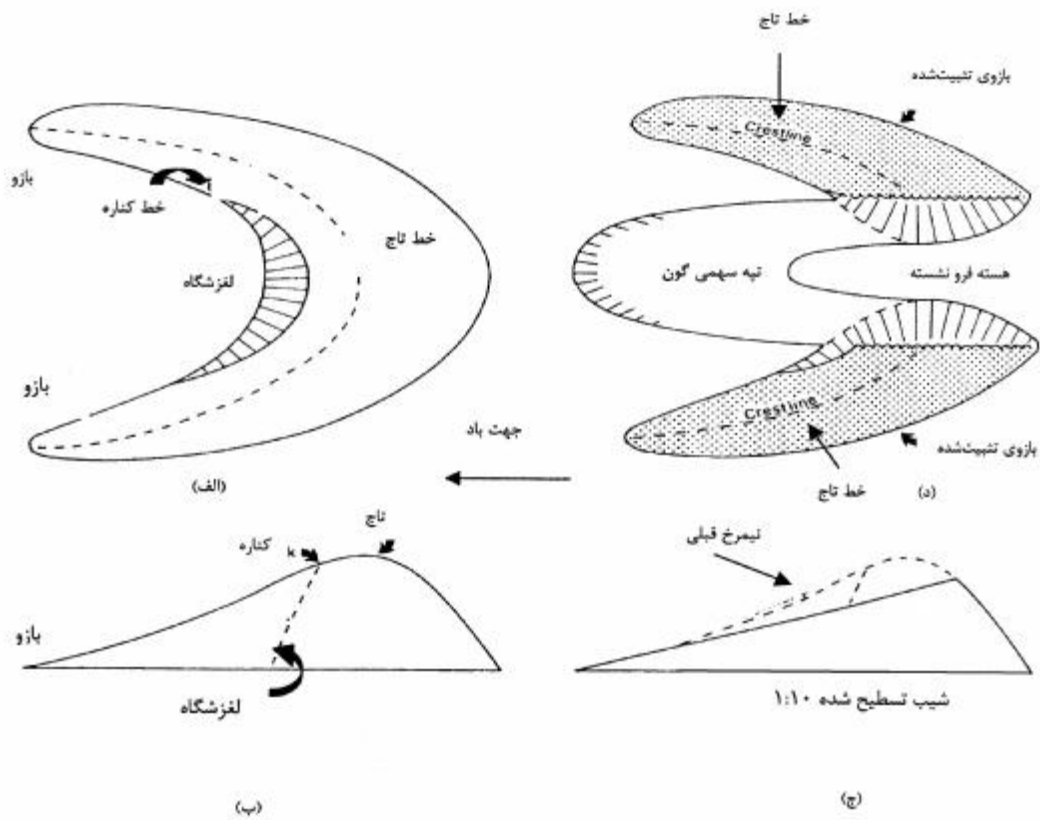 خط تاج
بازوی تثبیت‌شده
Crestline
بازو
خط کناره
خط تاج
لغزشگاه
تپه سهمی گون
هسته فرو نشسته
بازو
جهت باد
Crestline
بازوی تثبیت‌شده
خط تاج
(الف)
(د)
تاج
کناره
k
نیمرخ قبلی
بازو
لغزشگاه
شیب تسطیح شده ۱:۱۰
(ب)
(ج)